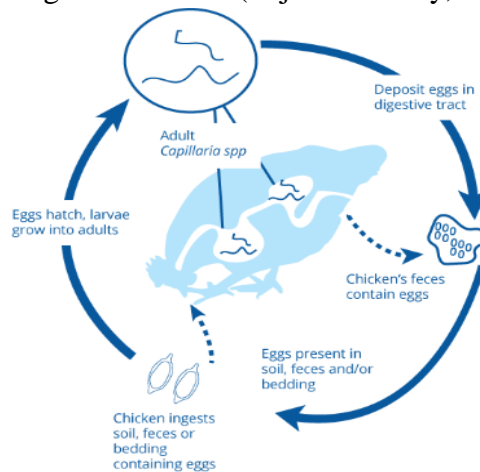 Adult
Capillaria spp
Deposit eggs in
digestive tract
Chicken's feces
contain eggs
Eggs present in
soil, feces and/or
bedding
Chicken ingests
soil, feces or
bedding
containing eggs
Eggs hatch, larvae
grow into adults